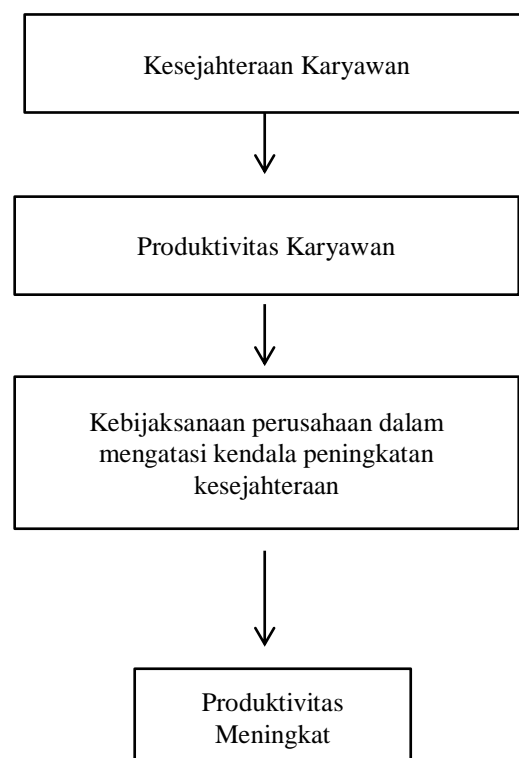 Kesejahteraan Karyawan
Produktivitas Karyawan
Kebijaksanaan perusahaan dalam
mengatasi kendala peningkatan
kesejahteraan
Produktivitas
Meningkat